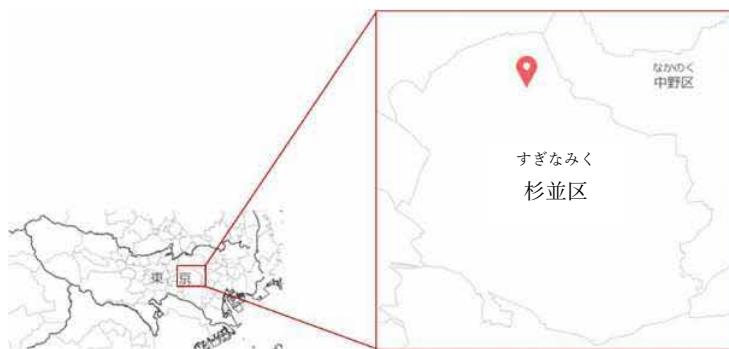 東京
なかのく
中野区
すぎなみく
杉並区